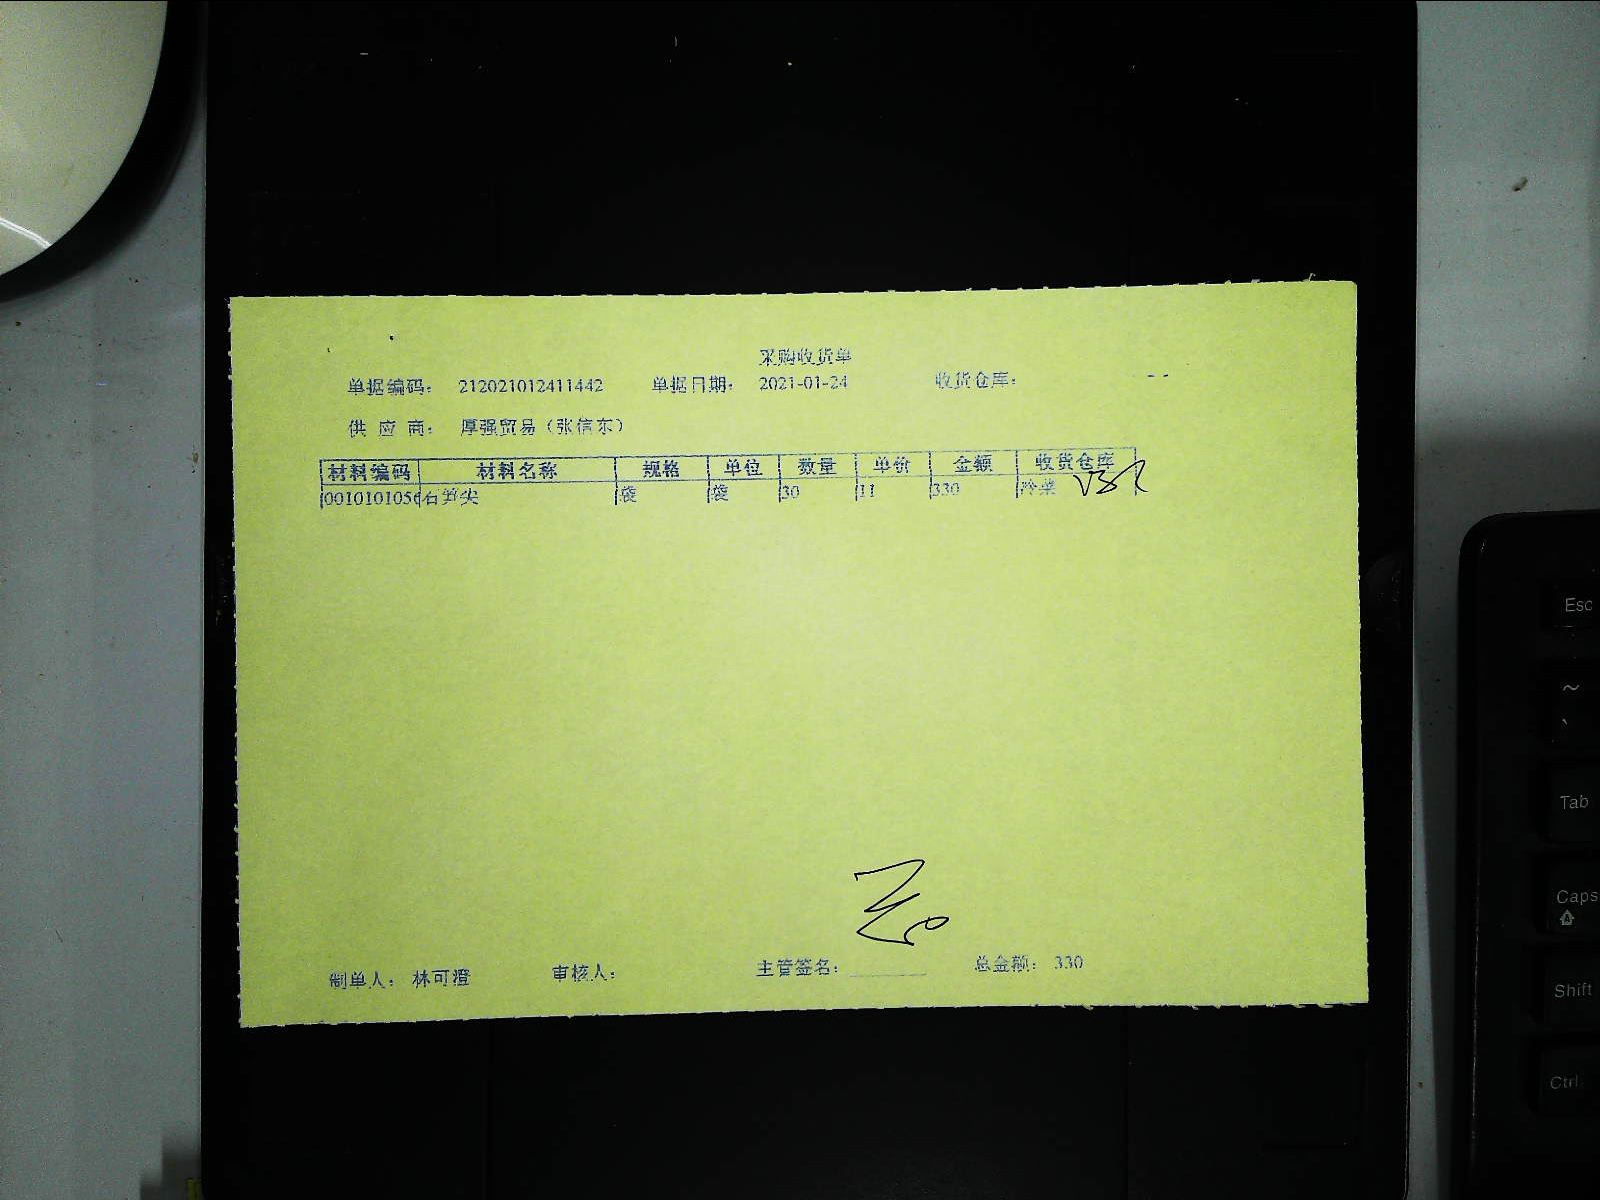 采购收货单
单据编码： 212021012411442 单据日期： 2021-01-24 收货仓库：
供 应 商： 厚强贸易（张信东）
材料编码 材料名称 规格 单位 数量 单价 金额 收货仓库
001010105 石笋尖 袋 袋 30 11 330 冷菜
制单人： 林可澄 审核人： 主管签名： 总金额： 330
Esc
~
`
Tab
Caps
Shift
Ctrl